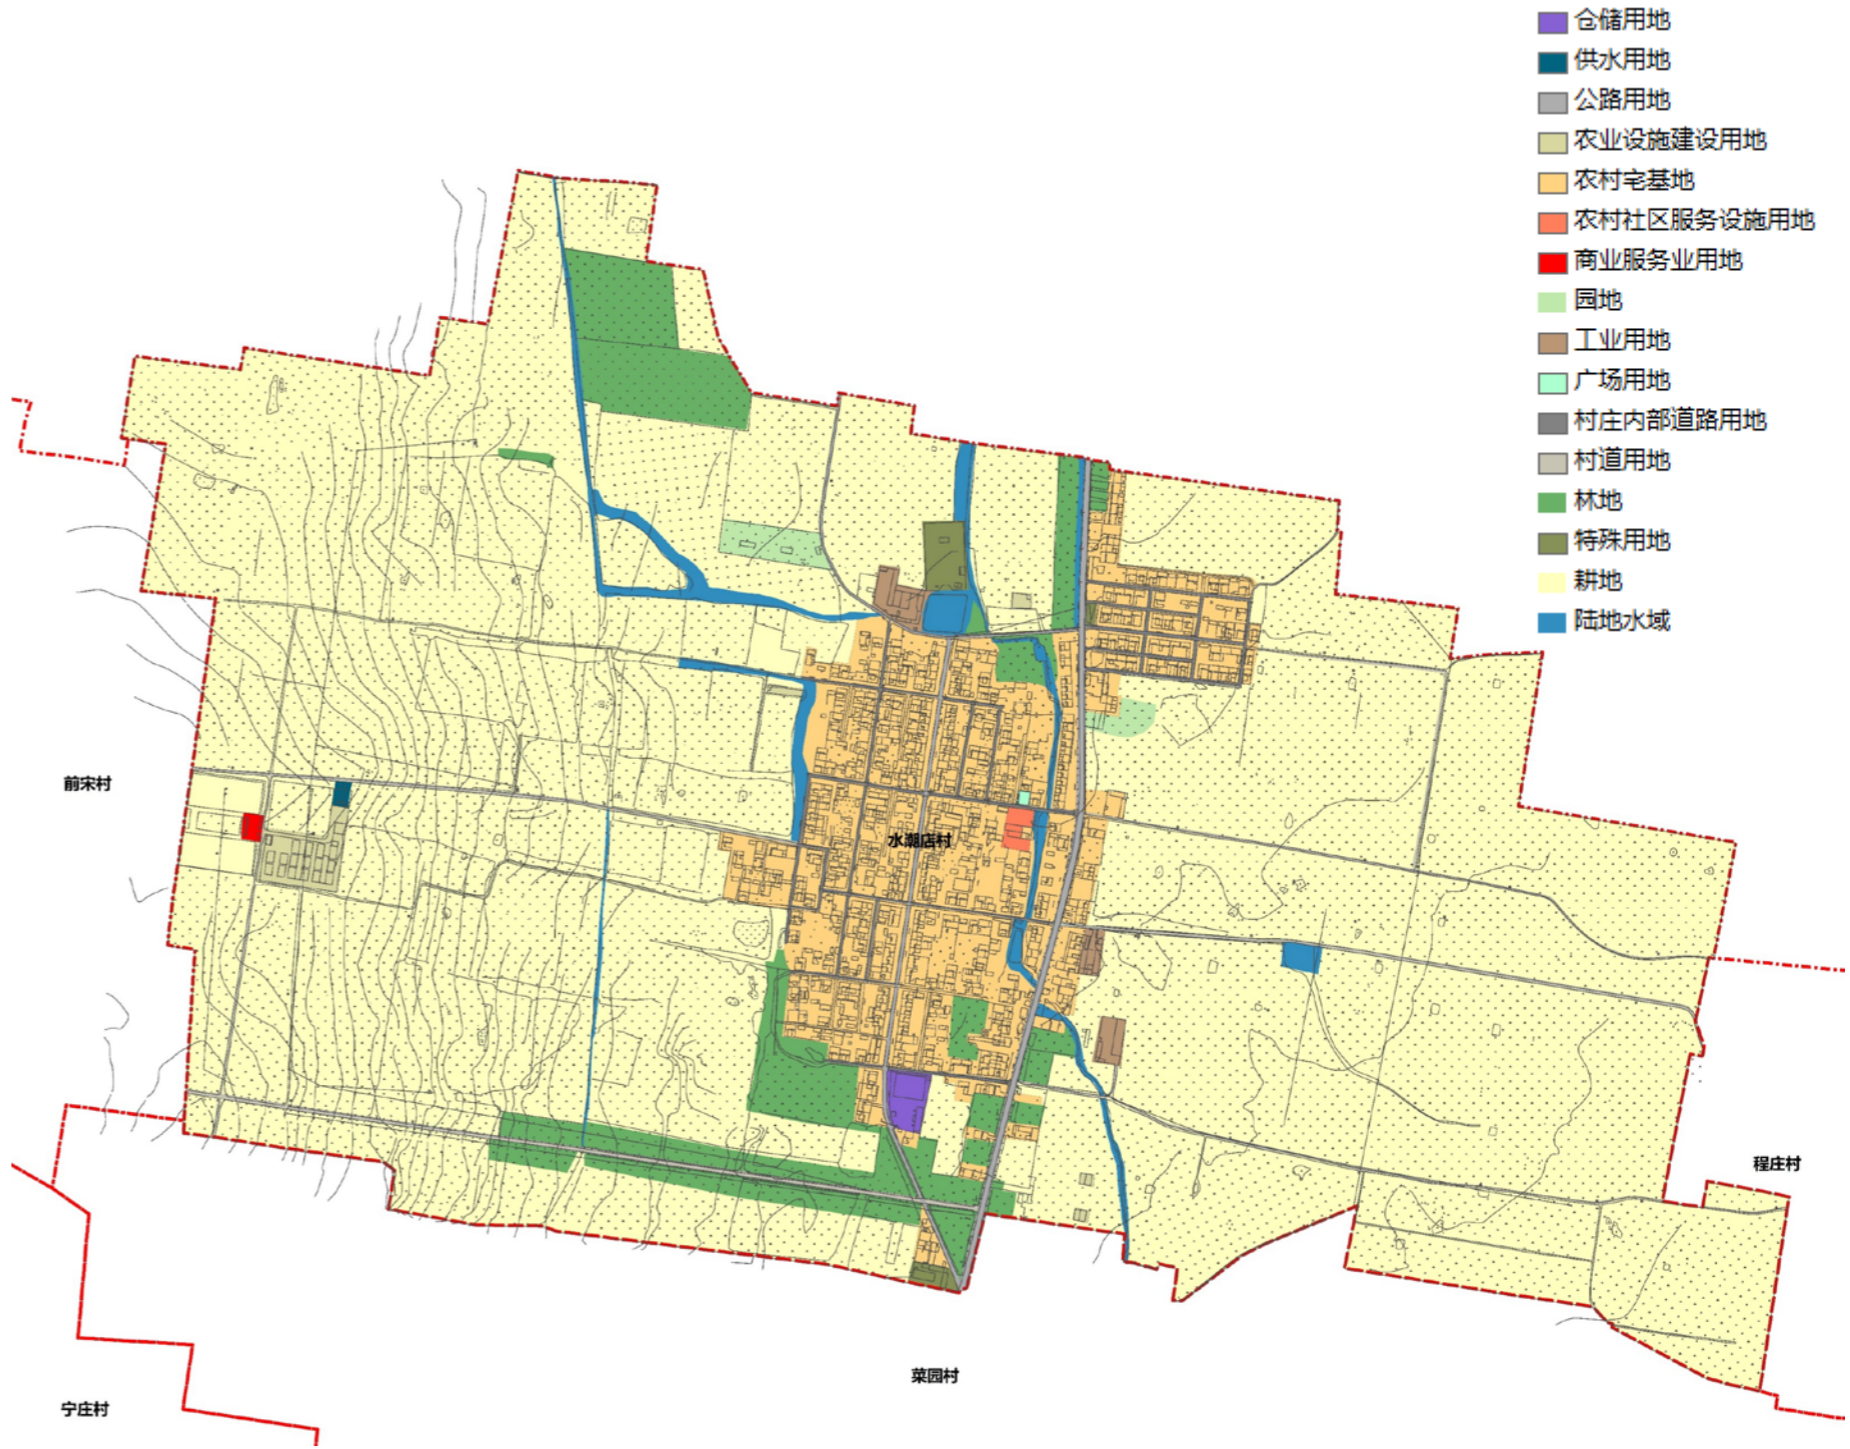 仓储用地
供水用地
公路用地
农业设施建设用地
农村宅基地
农村社区服务设施用地
商业服务业用地
园地
工业用地
广场用地
村庄内部道路用地
村道用地
林地
特殊用地
耕地
陆地水域
前宋村
水潮店村
程庄村
菜园村
宁庄村